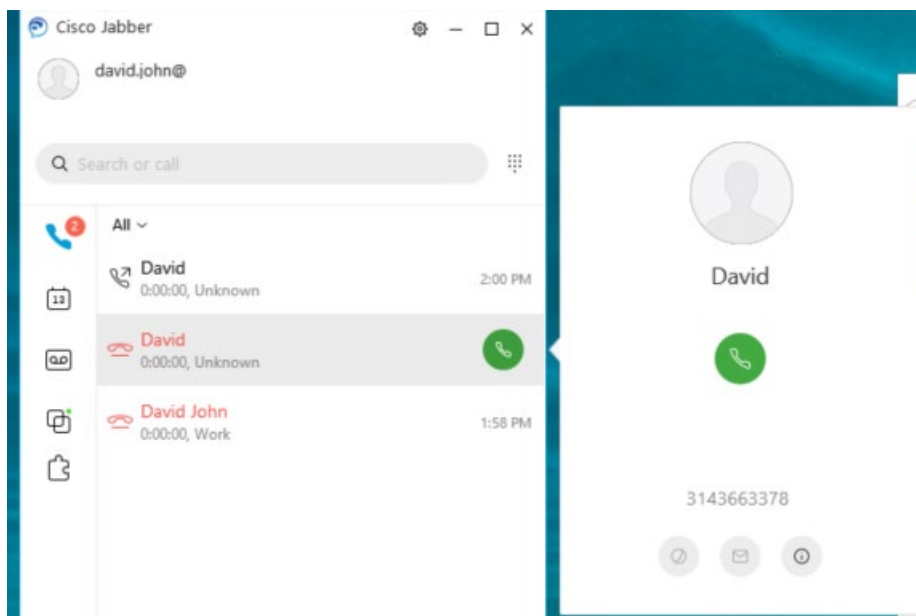 Cisco Jabber
david.john@
Search or call
2
All
David
0:00:00, Unknown
2:00 PM
13
David
0:00:00, Unknown
David John
0:00:00, Work
1:58 PM
David
3143663378